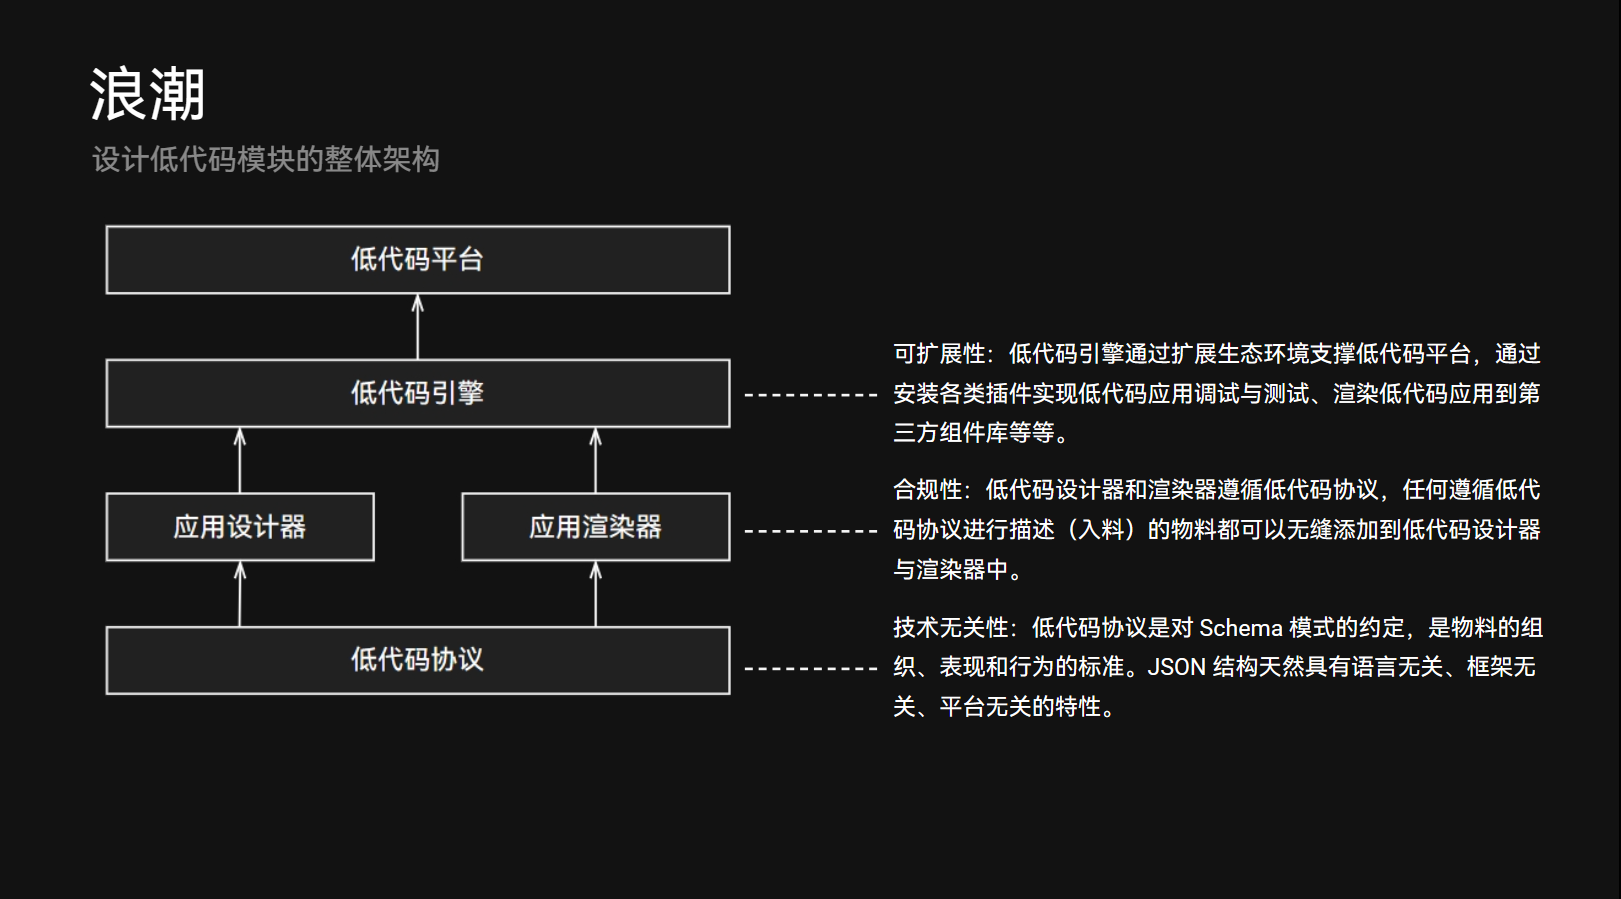 浪潮
设计低代码模块的整体架构
低代码平台
低代码引擎
可扩展性：低代码引擎通过扩展生态环境支撑低代码平台，通过
安装各类插件实现低代码应用调试与测试、渲染低代码应用到第
三方组件库等等。
应用设计器
应用渲染器
合规性：低代码设计器和渲染器遵循低代码协议，任何遵循低代
码协议进行描述（入料）的物料都可以无缝添加到低代码设计器
与渲染器中。
低代码协议
技术无关性：低代码协议是对 Schema 模式的约定，是物料的组
织、表现和行为的标准。JSON 结构天然具有语言无关、框架无
关、平台无关的特性。